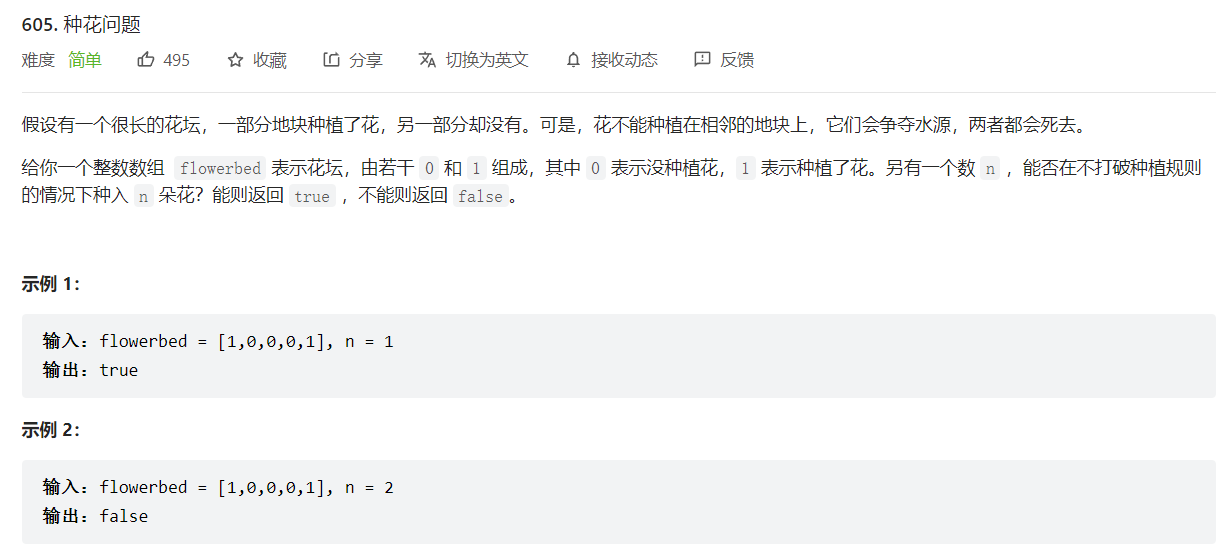 605. 种花问题
难度 简单 495 收藏 分享 切换为英文 接收动态 反馈
假设有一个很长的花坛，一部分地块种植了花，另一部分却没有。可是，花不能种植在相邻的地块上，它们会争夺水源，两者都会死去。
给你一个整数数组 flowerbed 表示花坛，由若干 0 和 1 组成，其中 0 表示没种植花，1 表示种植了花。另有一个数 n ，能否在不打破种植规则
的情况下种入 n 朵花？能则返回 true ，不能则返回 false。
示例 1：
输入：flowerbed = [1,0,0,0,1], n = 1
输出：true
示例 2：
输入：flowerbed = [1,0,0,0,1], n = 2
输出：false